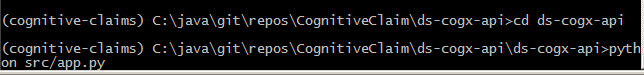 (cognitive-claims) C:\java\git\repos\CognitiveClaim\ds-cogx-api>cd ds-cogx-api
(cognitive-claims) C:\java\git\repos\CognitiveClaim\ds-cogx-api\ds-cogx-api>pyth
on src/app.py